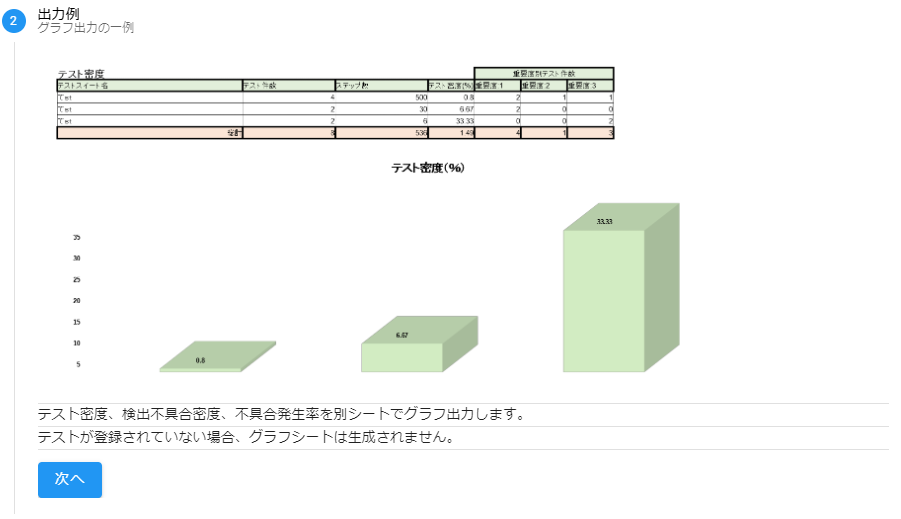 2
出力例
グラフ出力の一例
テスト密度
重要度別テスト件数
テストスイート名 テスト件数 ステップ数 テスト密度(%) 重要度1 重要度2 重要度3
てst 4 500 0.8 2 1 1
てst 2 30 6.67 2 0 0
てst 2 6 33.33 0 0 2
総計 8 536 1.49 4 1 3
テスト密度(%)
33.33
35
30
25
20
15
6.67
10
0.8
5
テスト密度、検出不具合密度、不具合発生率を別シートでグラフ出力します。
テストが登録されていない場合、グラフシートは生成されません。
次へ